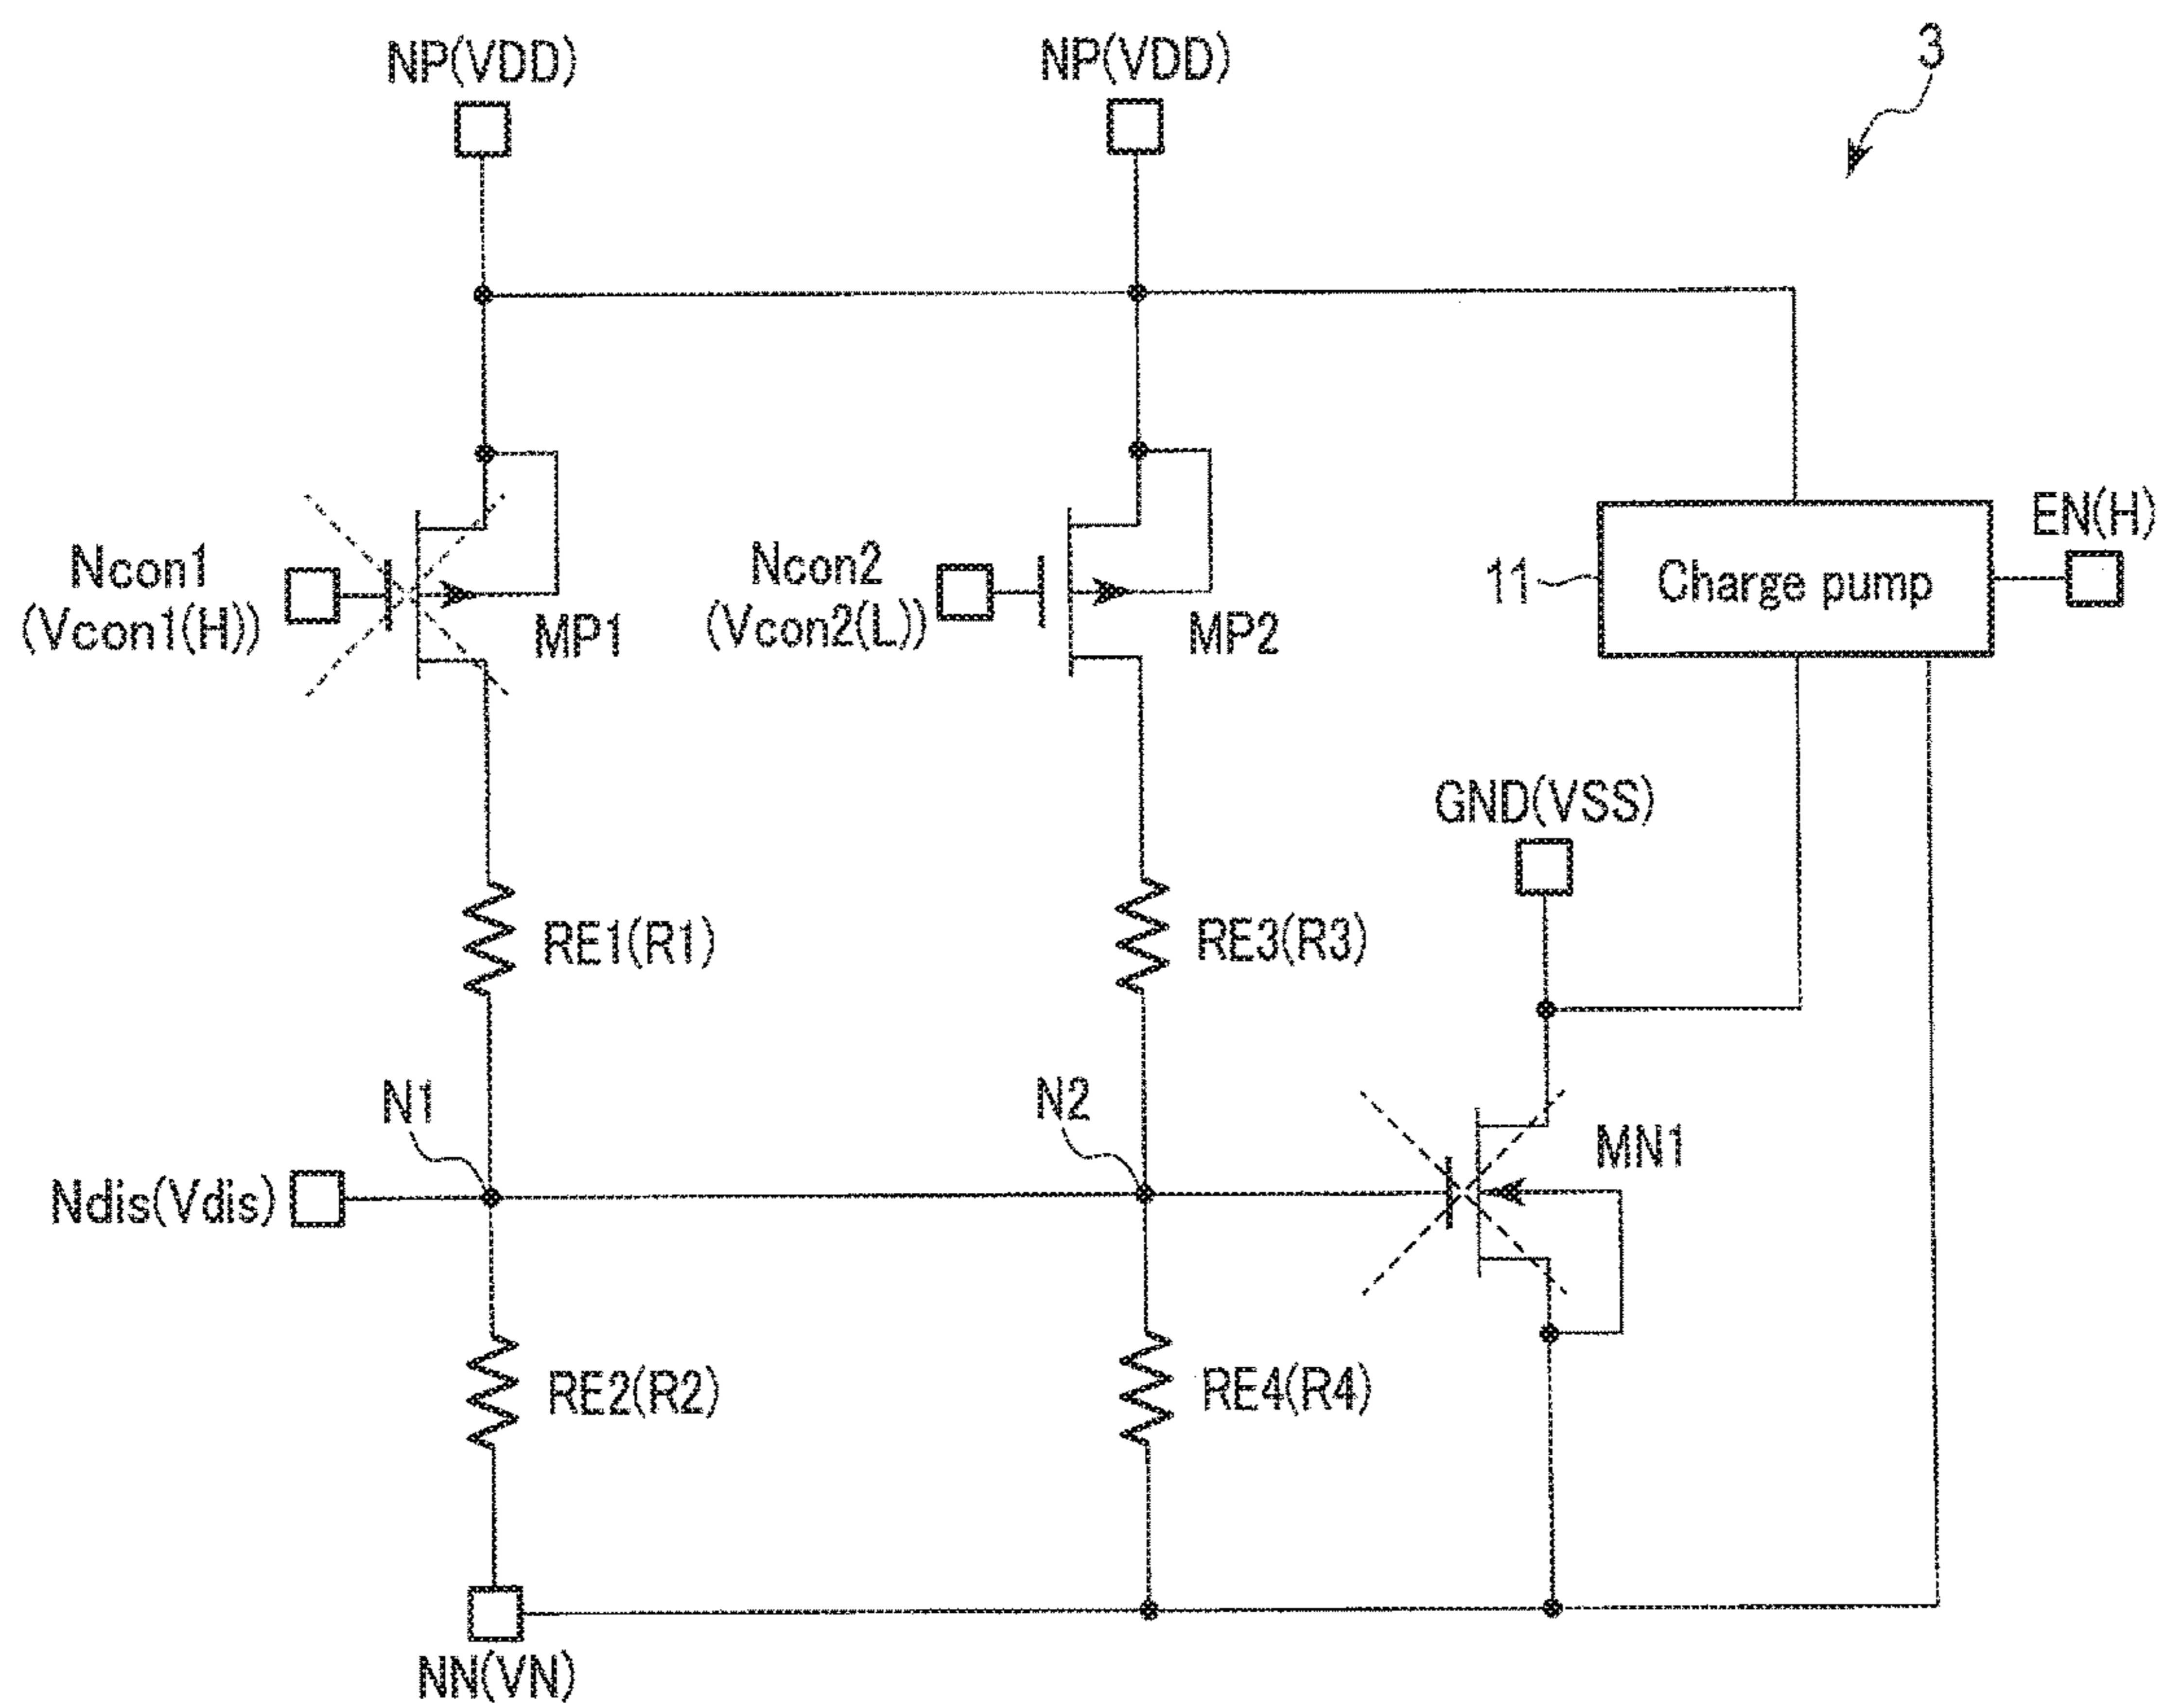 NP(VDD)
NP(VDD)
3
Ncon1
(Vcon1(H))
MP1
Ncon2
(Vcon2(L))
MP2
11
Charge pump
EN(H)
GND(VSS)
RE1(R1)
RE3(R3)
N1
N2
MN1
Ndis(Vdis)
RE2(R2)
RE4(R4)
NN(VN)